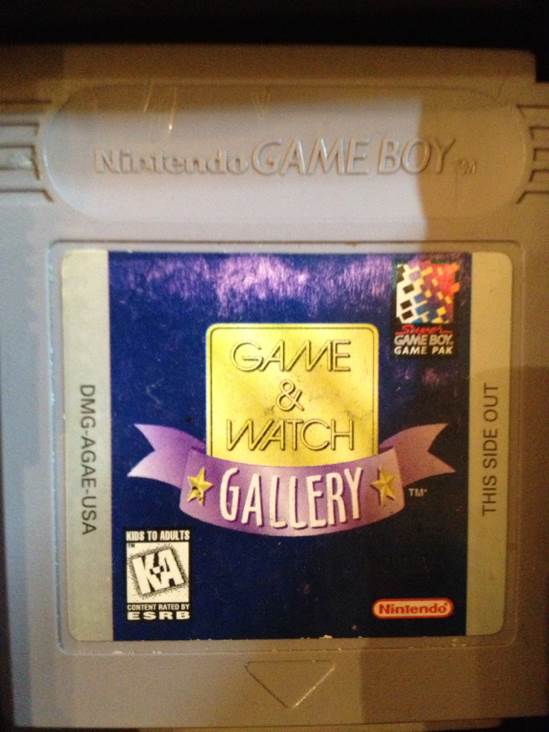 Nintendo GAME BOY TM
Super
GAME BOY
GAME PAK
GAME
&
WATCH
GALLERY
TM
DMG-AGAE-USA
THIS SIDE OUT
KIDS TO ADULTS
TM
K-A
CONTENT RATED BY
ESRB
Nintendo